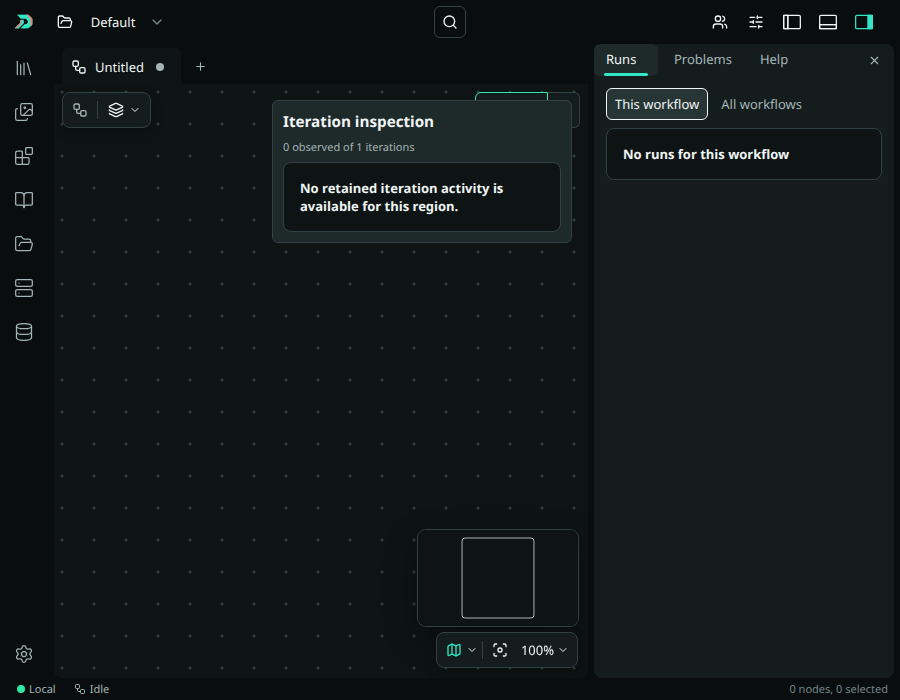 Default
Untitled
Runs
Problems
Help
This workflow
All workflows
No runs for this workflow
Iteration inspection
0 observed of 1 iterations
No retained iteration activity is
available for this region.
100%
Local
Idle
0 nodes, 0 selected